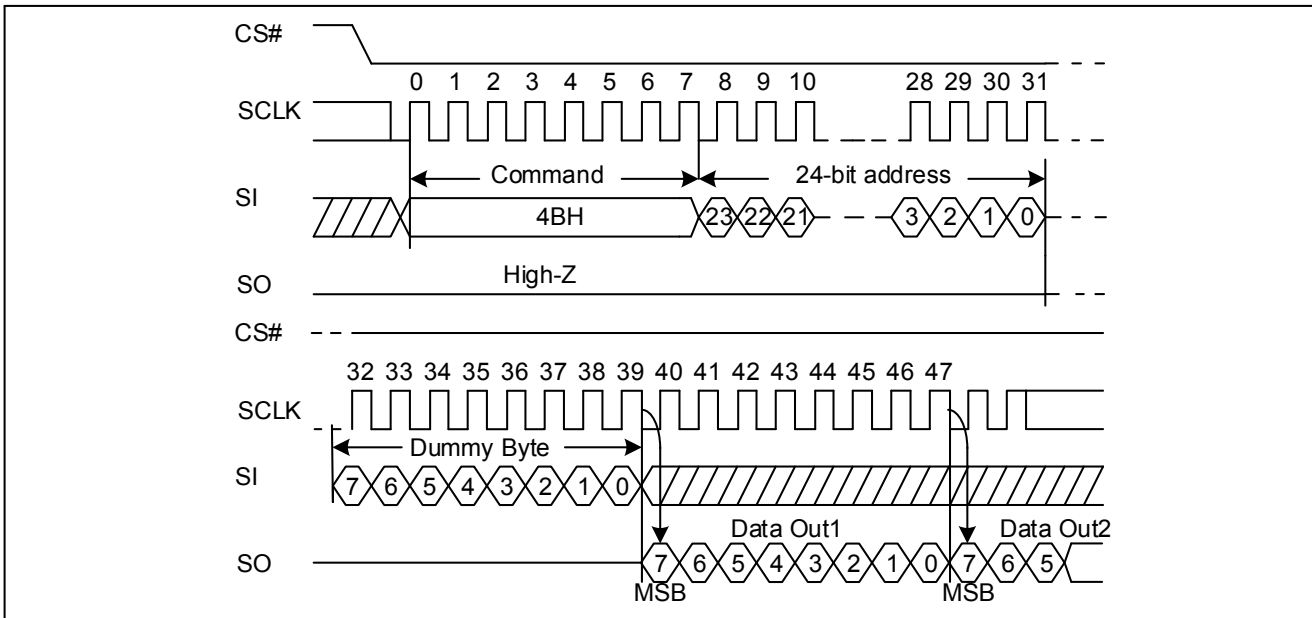 CS#
0 1 2 3 4 5 6 7 8 9 10 28 29 30 31
SCLK
Command 24-bit address
SI
4BH 23 22 21 3 2 1 0
High-Z
SO
CS#
32 33 34 35 36 37 38 39 40 41 42 43 44 45 46 47
SCLK
Dummy Byte
SI
7 6 5 4 3 2 1 0
Data Out1 Data Out2
SO
7 6 5 4 3 2 1 0 7 6 5
MSB MSB